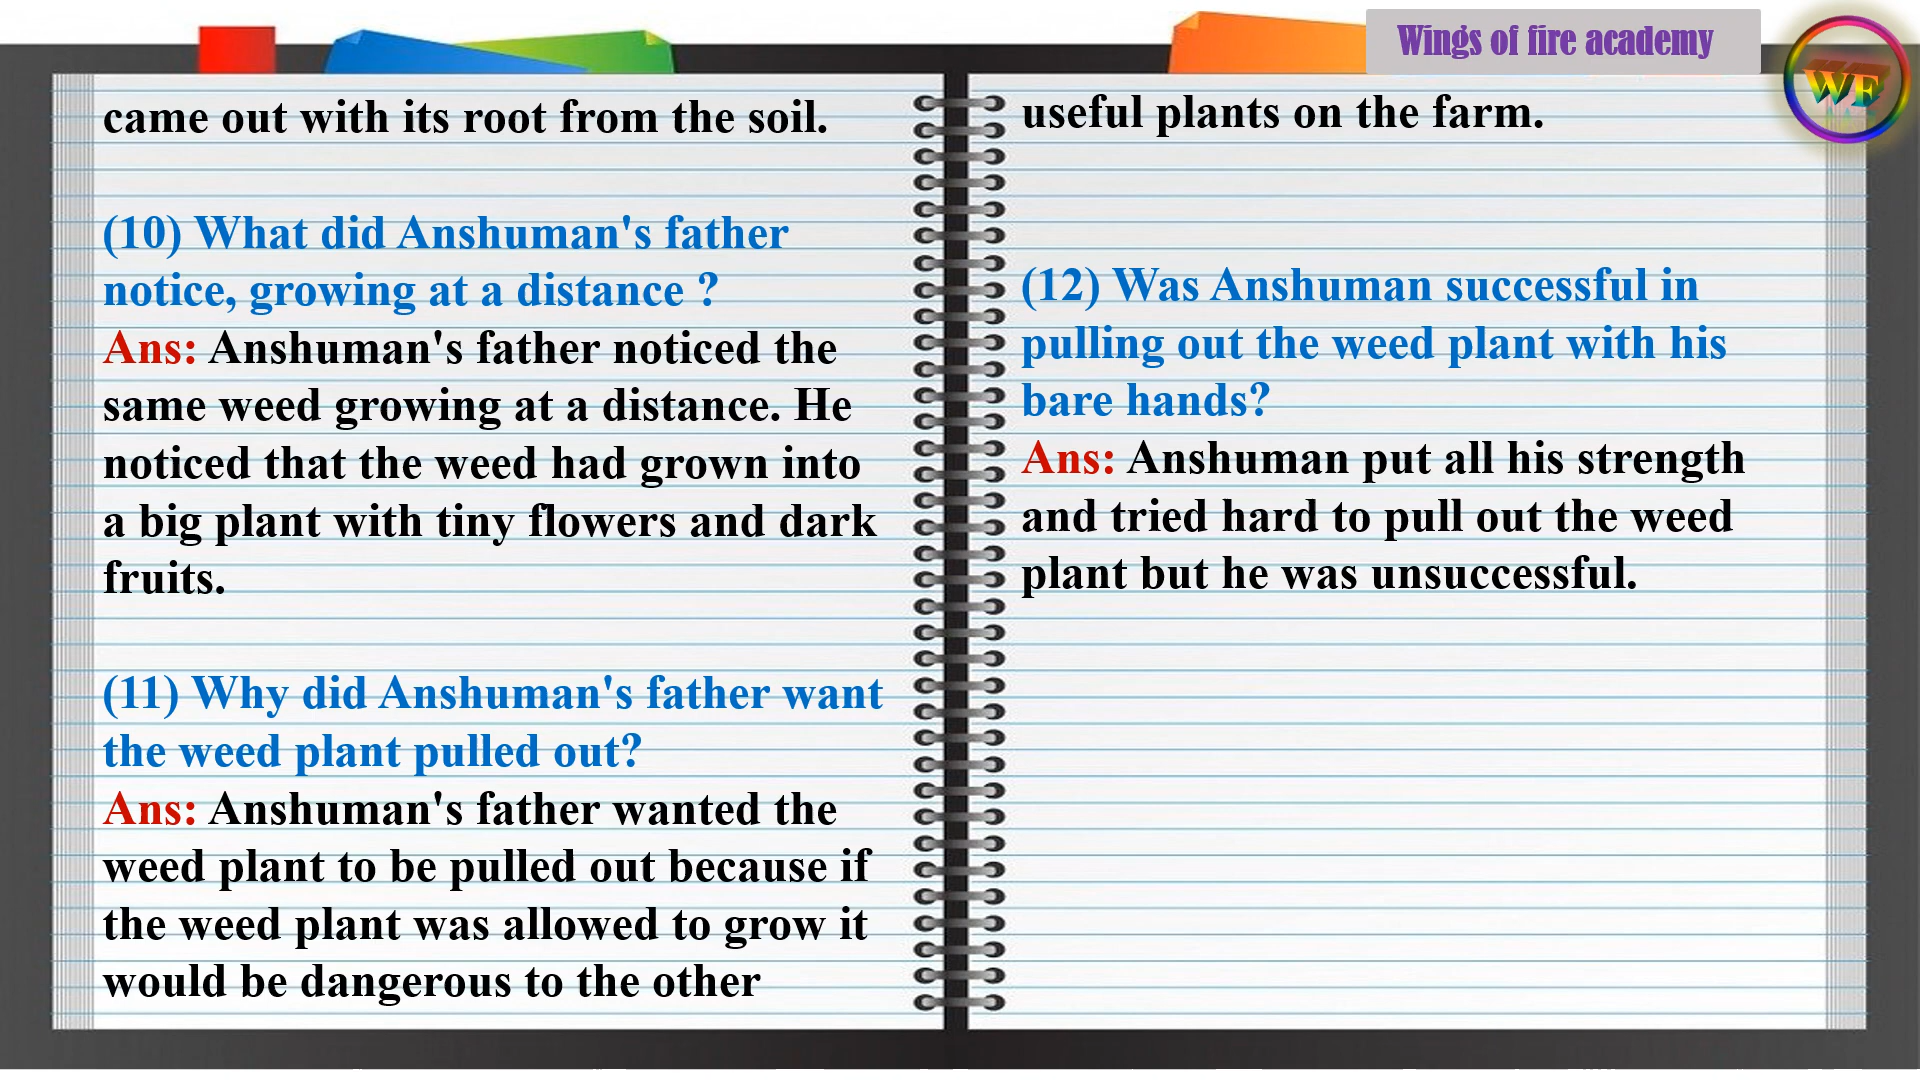 Wings of fire academy
WE
came out with its root from the soil.
(10) What did Anshuman's father
notice, growing at a distance ?
Ans: Anshuman's father noticed the
same weed growing at a distance. He
noticed that the weed had grown into
a big plant with tiny flowers and dark
fruits.
(11) Why did Anshuman's father want
the weed plant pulled out?
Ans: Anshuman's father wanted the
weed plant to be pulled out because if
the weed plant was allowed to grow it
would be dangerous to the other
useful plants on the farm.
(12) Was Anshuman successful in
pulling out the weed plant with his
bare hands?
Ans: Anshuman put all his strength
and tried hard to pull out the weed
plant but he was unsuccessful.